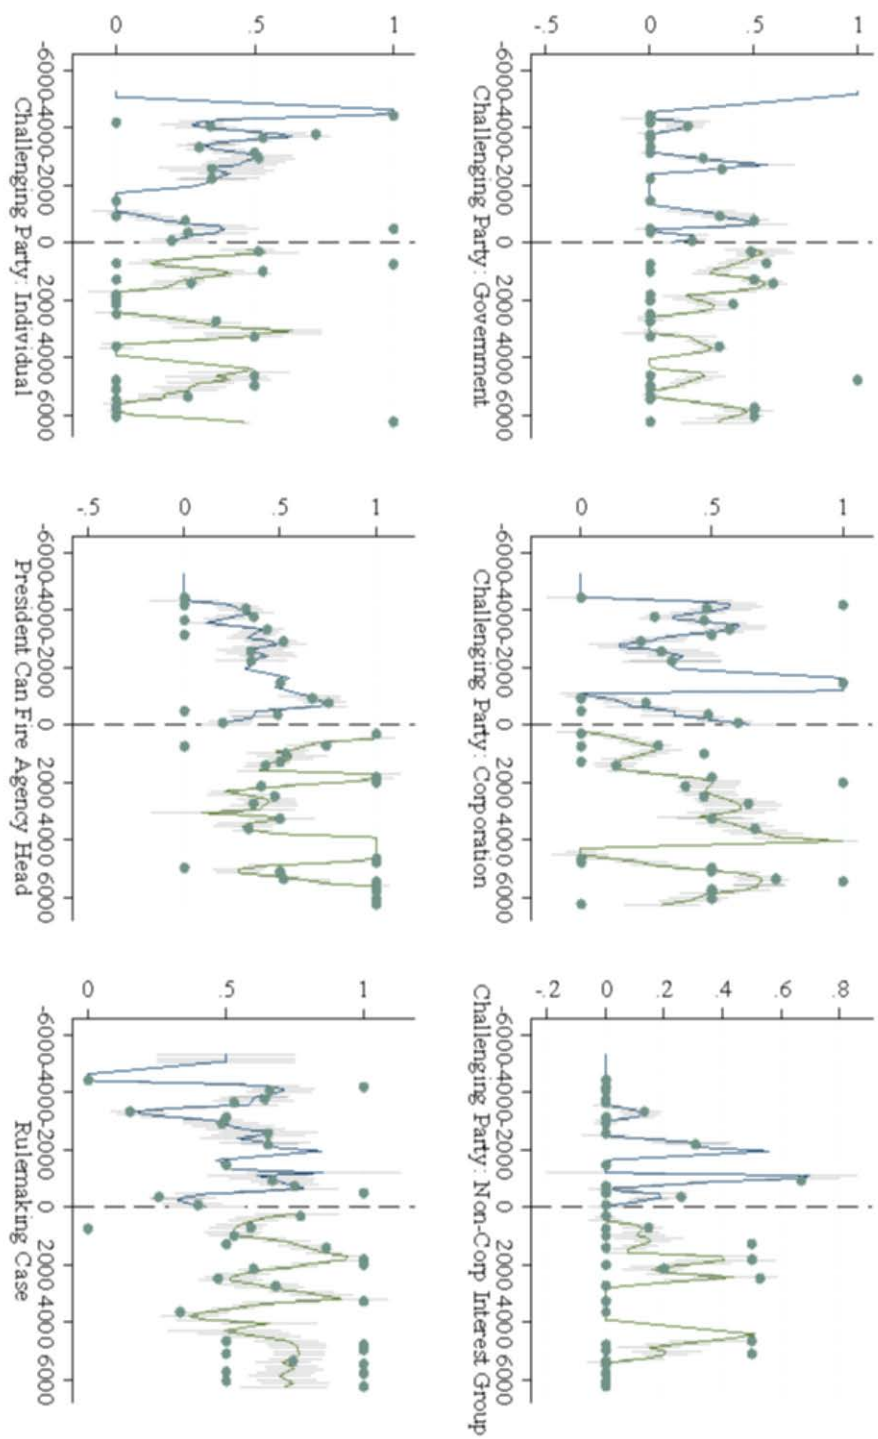 1
.5
0
-.5
-6000-4000-2000 0 2000 4000 6000
Challenging Party: Government
1
.5
0
-6000-4000-2000 0 2000 4000 6000
Challenging Party: Corporation
.8
.6
.4
.2
0
-.2
-6000-4000-2000 0 2000 4000 6000
Challenging Party: Non-Corp Interest Group
1
.5
0
-6000-4000-2000 0 2000 4000 6000
Challenging Party: Individual
1
.5
0
-.5
-6000-4000-2000 0 2000 4000 6000
President Can Fire Agency Head
1
.5
0
-6000-4000-2000 0 2000 4000 6000
Rulemaking Case